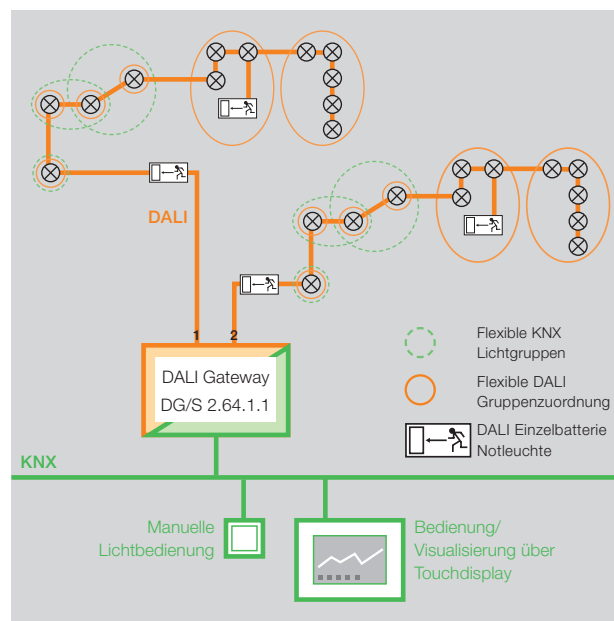 DALI
1 2
DALI Gateway
DG/S 2.64.1.1
Flexible KNX
Lichtgruppen
Flexible DALI
Gruppenzuordnung
DALI Einzelbatterie
Notleuchte
KNX
Manuelle
Lichtbedienung
Bedienung/
Visualisierung über
Touchdisplay